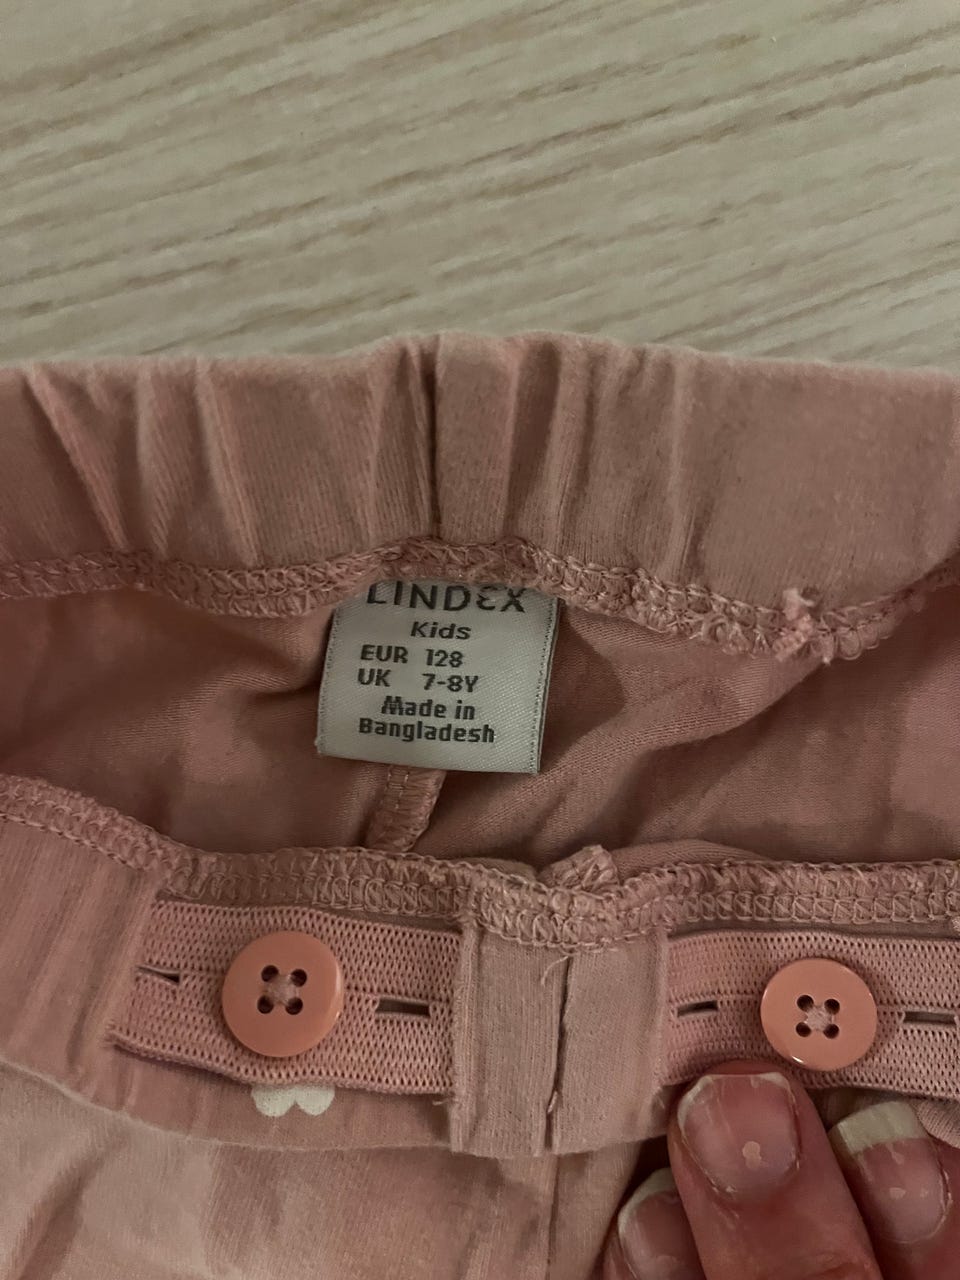 LINDEX
Kids
EUR 128
UK 7-8Y
Made in
Bangladesh